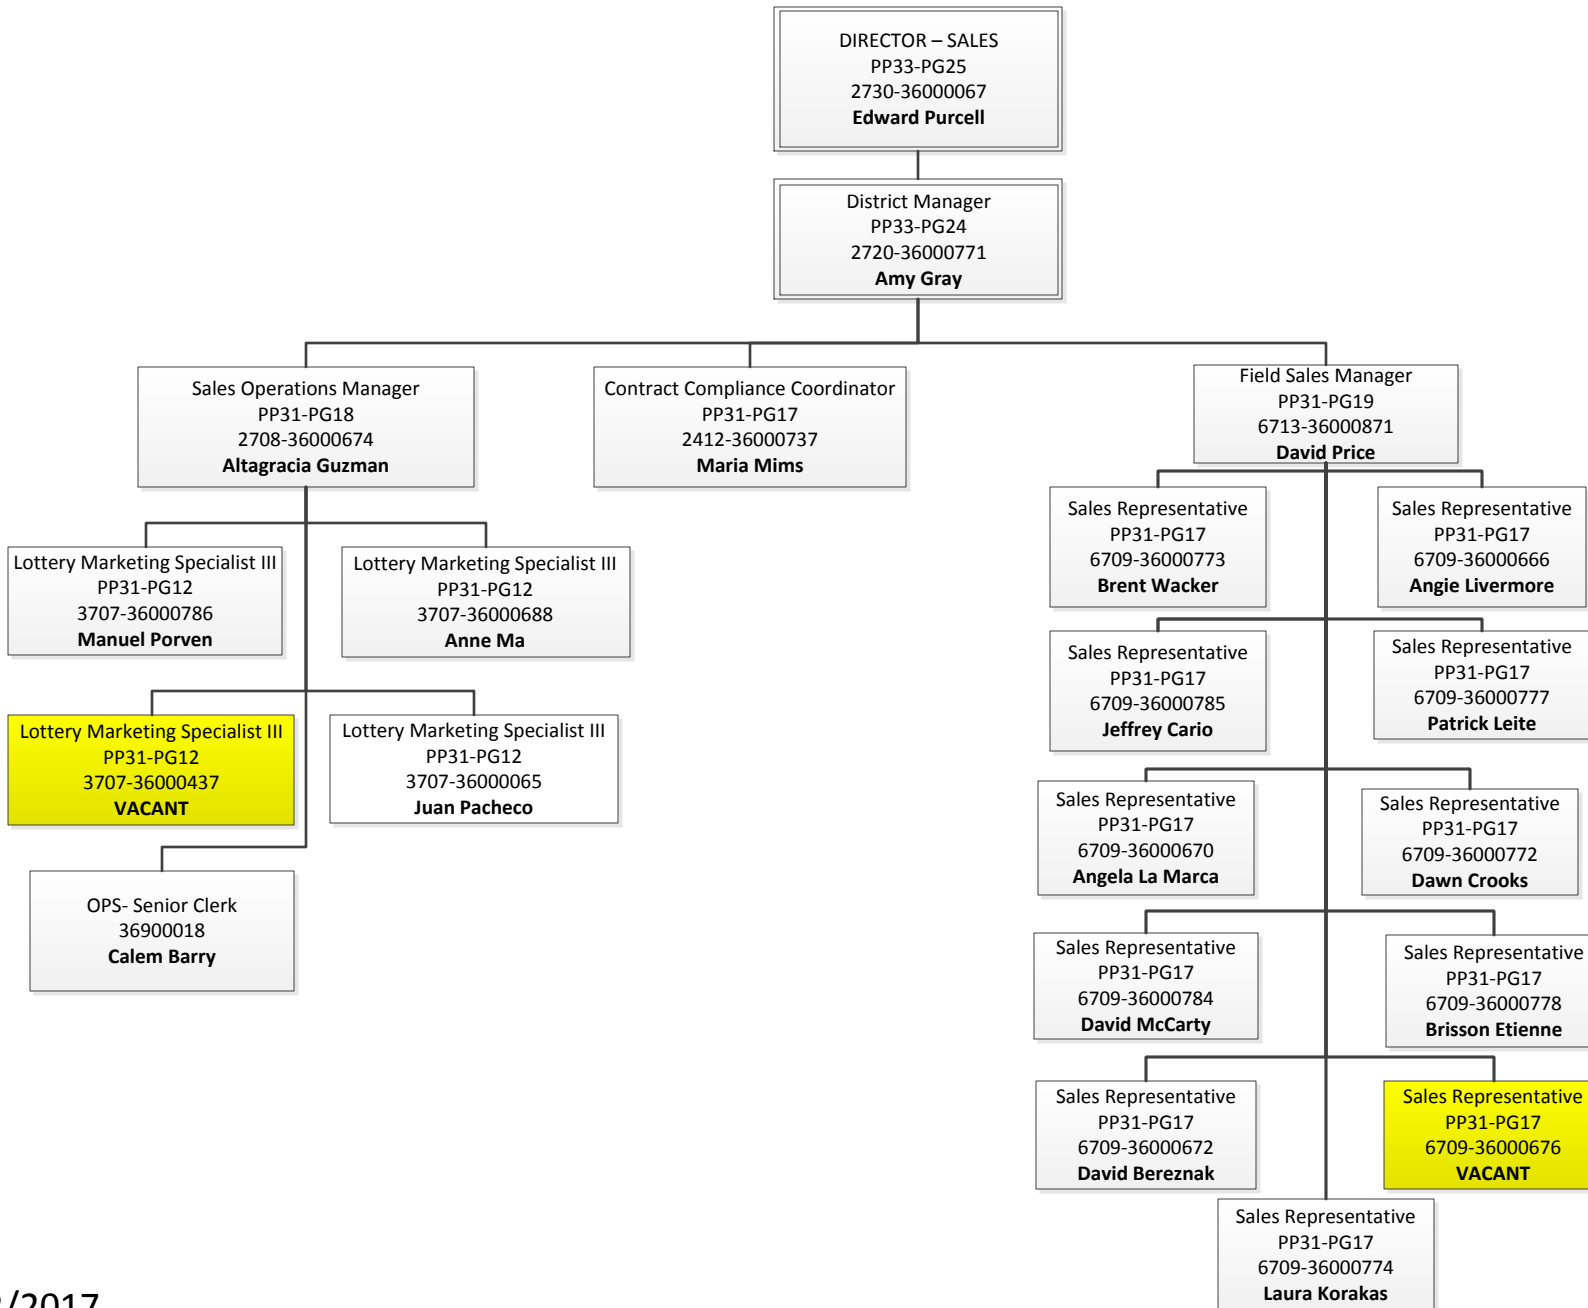 DIRECTOR – SALES
PP33-PG25
2730-36000067
Edward Purcell
District Manager
PP33-PG24
2720-36000771
Amy Gray
Sales Operations Manager
PP31-PG18
2708-36000674
Altagracia Guzman
Contract Compliance Coordinator
PP31-PG17
2412-36000737
Maria Mims
Field Sales Manager
PP31-PG19
6713-36000871
David Price
Lottery Marketing Specialist III
PP31-PG12
3707-36000786
Manuel Porven
Lottery Marketing Specialist III
PP31-PG12
3707-36000688
Anne Ma
Lottery Marketing Specialist III
PP31-PG12
3707-36000437
VACANT
Lottery Marketing Specialist III
PP31-PG12
3707-36000065
Juan Pacheco
OPS- Senior Clerk
36900018
Calem Barry
Sales Representative
PP31-PG17
6709-36000773
Brent Wacker
Sales Representative
PP31-PG17
6709-36000666
Angie Livermore
Sales Representative
PP31-PG17
6709-36000785
Jeffrey Cario
Sales Representative
PP31-PG17
6709-36000777
Patrick Leite
Sales Representative
PP31-PG17
6709-36000670
Angela La Marca
Sales Representative
PP31-PG17
6709-36000772
Dawn Crooks
Sales Representative
PP31-PG17
6709-36000784
David McCarty
Sales Representative
PP31-PG17
6709-36000778
Brisson Etienne
Sales Representative
PP31-PG17
6709-36000672
David Bereznak
Sales Representative
PP31-PG17
6709-36000676
VACANT
Sales Representative
PP31-PG17
6709-36000774
Laura Korakas
/2017